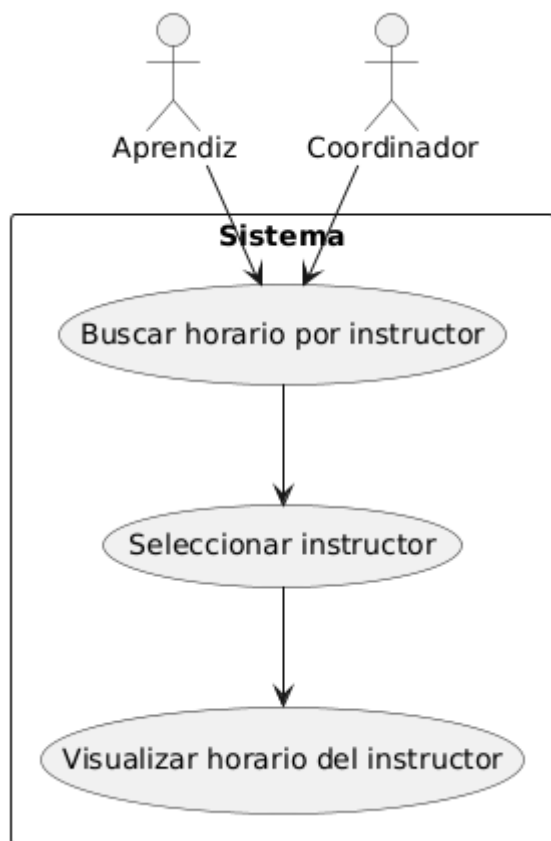 Aprendiz
Coordinador
Sistema
Buscar horario por instructor
Seleccionar instructor
Visualizar horario del instructor